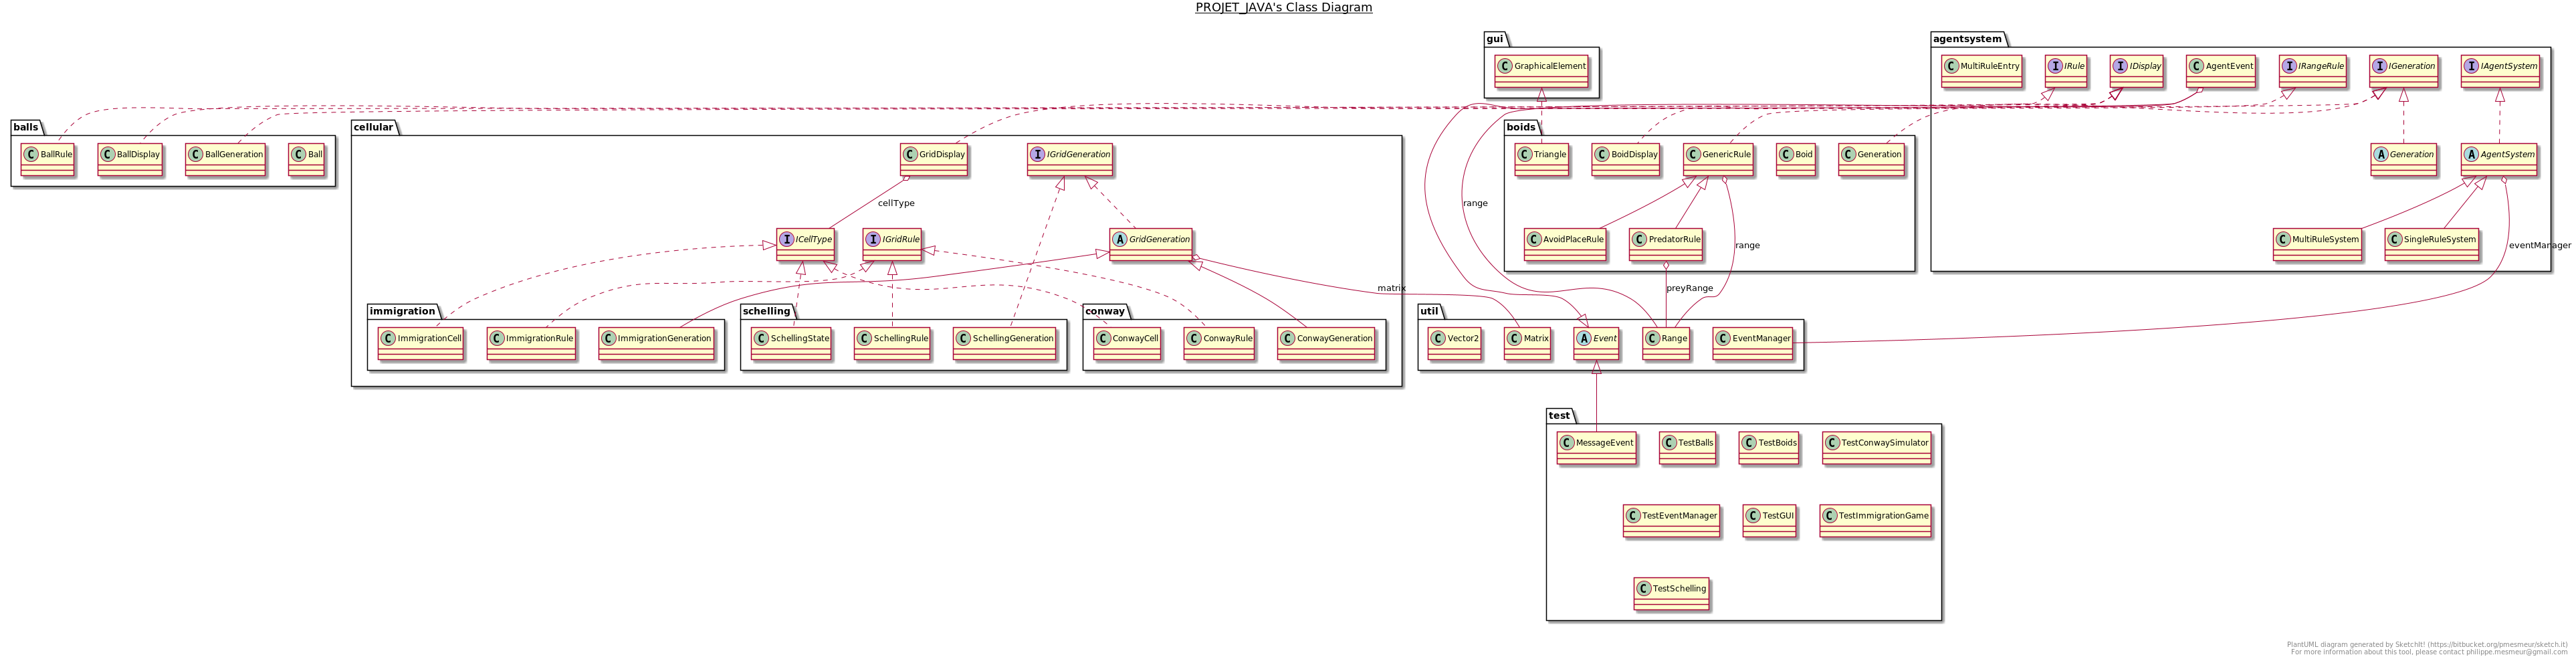 PROJET_JAVA's Class Diagram
gui
C GraphicalElement
agentsystem
C MultiRuleEntry
I IRule
I IDisplay
C AgentEvent
I IRangeRule
I IGeneration
I IAgentSystem
balls
C BallRule
C BallDisplay
C BallGeneration
C Ball
cellular
C GridDisplay
I IGridGeneration
boids
C Triangle
C BoidDisplay
C GenericRule
C Boid
C Generation
A Generation
A AgentSystem
cellType
range
I ICellType
I IGridRule
A GridGeneration
C AvoidPlaceRule
C PredatorRule
range
C MultiRuleSystem
C SingleRuleSystem
eventManager
matrix
preyRange
immigration
C ImmigrationCell
C ImmigrationRule
C ImmigrationGeneration
schelling
C SchellingState
C SchellingRule
C SchellingGeneration
conway
C ConwayCell
C ConwayRule
C ConwayGeneration
util
C Vector2
C Matrix
A Event
C Range
C EventManager
test
C MessageEvent
C TestBalls
C TestBoids
C TestConwaySimulator
C TestEventManager
C TestGUI
C TestImmigrationGame
C TestSchelling
PlantUML diagram generated by SketchIt! (https://bitbucket.org/pmesmeur/sketch.it)
For more information about this tool, please contact philippe.mesmeur@gmail.com